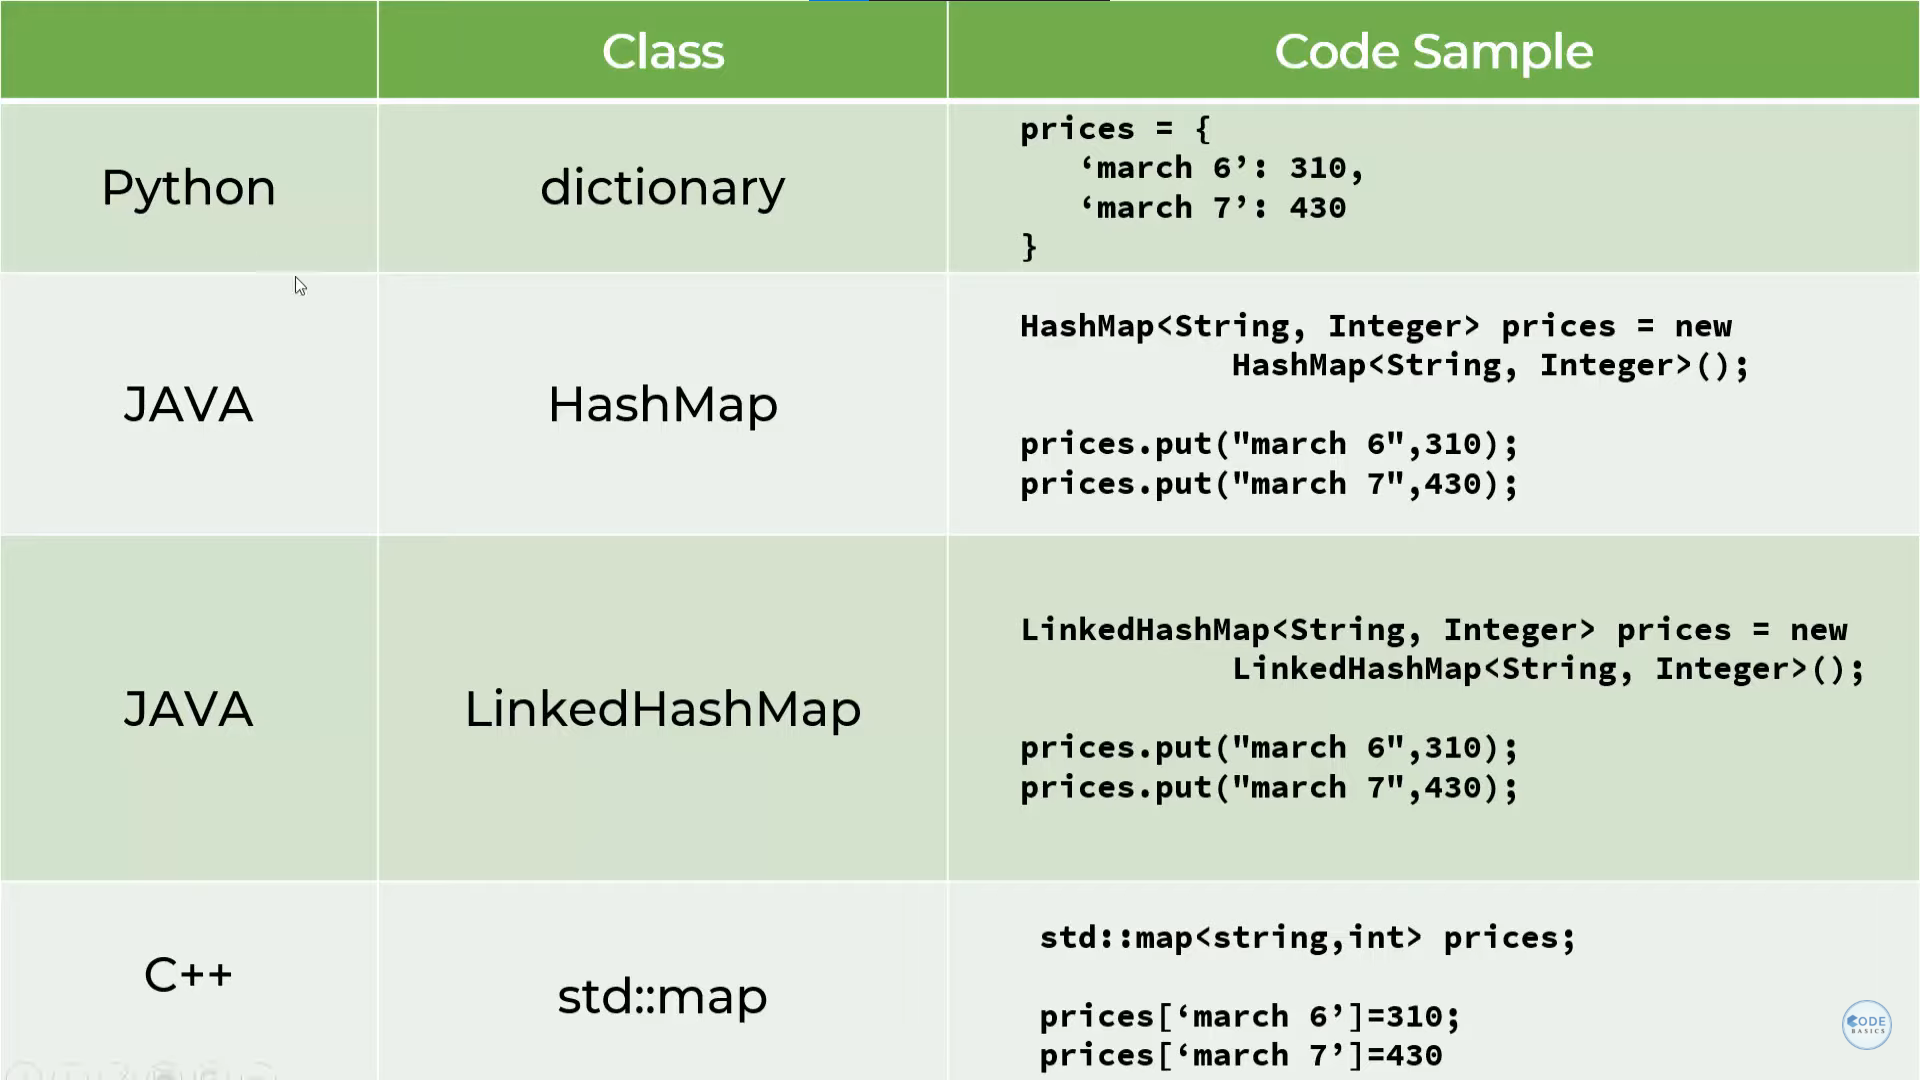 Class
Code Sample
Python
dictionary
prices = {
‘march 6’: 310,
‘march 7’: 430
}
JAVA
HashMap
HashMap<String, Integer> prices = new
HashMap<String, Integer>();
prices.put("march 6",310);
prices.put("march 7",430);
JAVA
LinkedHashMap
LinkedHashMap<String, Integer> prices = new
LinkedHashMap<String, Integer>();
prices.put("march 6",310);
prices.put("march 7",430);
C++
std::map
std::map<string,int> prices;
prices[‘march 6’]=310;
prices[‘march 7’]=430
CODE
BASICS